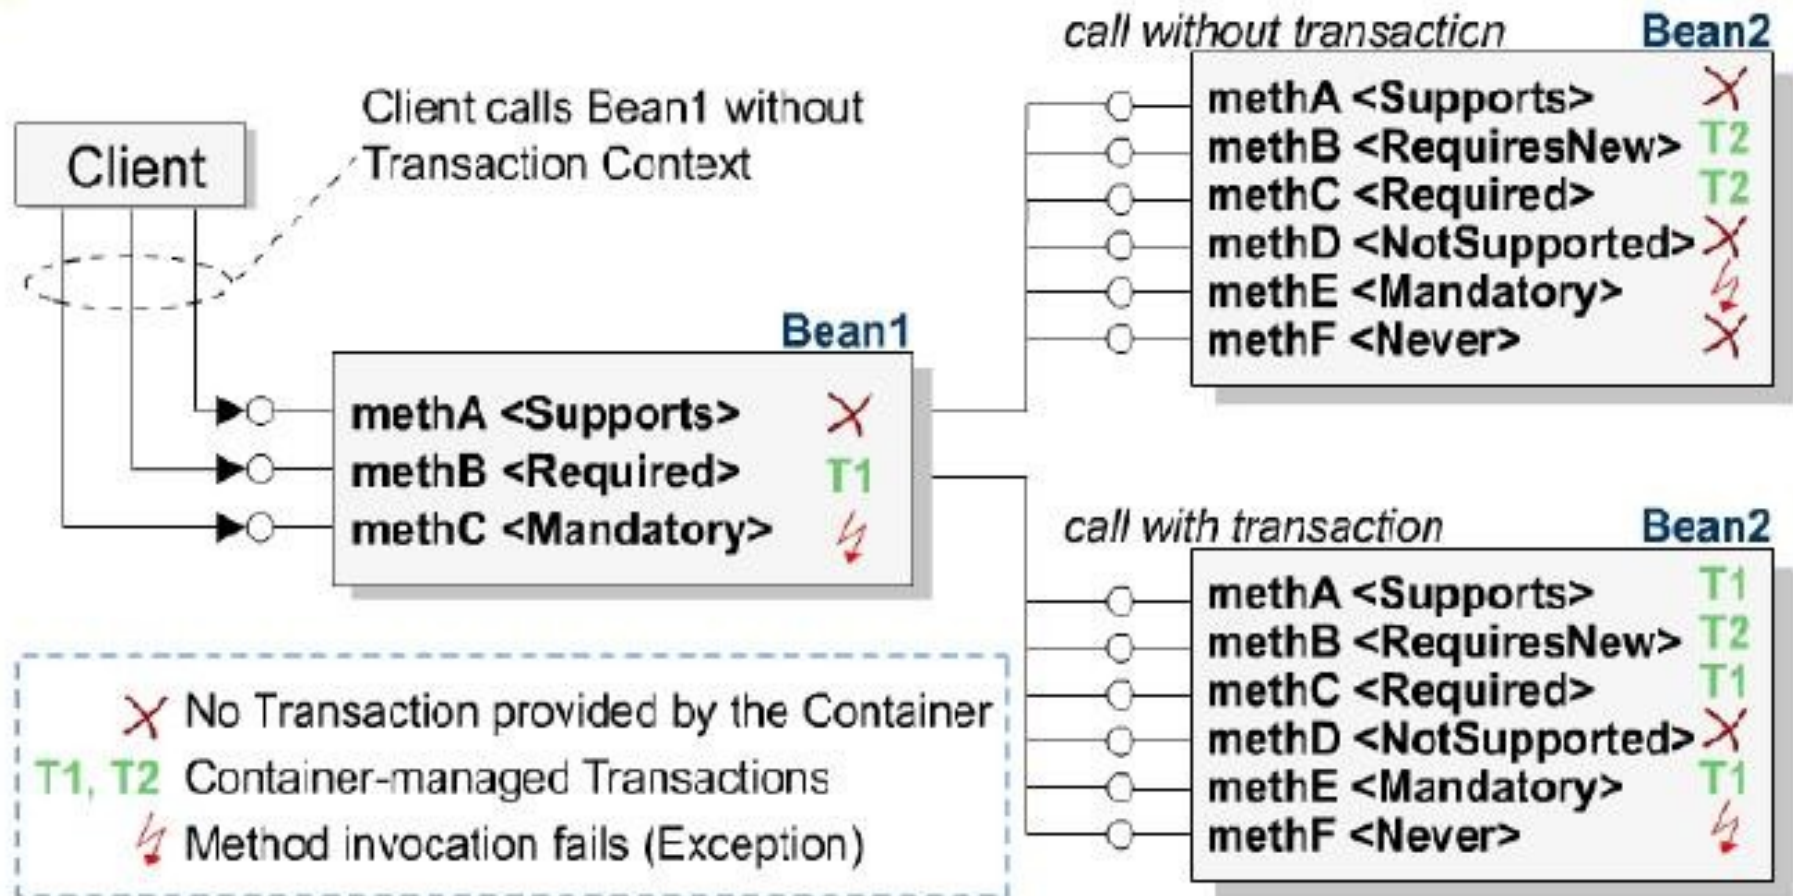 Client
Client calls Bean1 without
Transaction Context
Bean1
methA <Supports>
methB <Required> T1
methC <Mandatory>
call without transaction Bean2
methA <Supports>
methB <RequiresNew> T2
methC <Required> T2
methD <NotSupported>
methE <Mandatory>
methF <Never>
call with transaction Bean2
methA <Supports> T1
methB <RequiresNew> T2
methC <Required> T1
methD <NotSupported>
methE <Mandatory> T1
methF <Never>
No Transaction provided by the Container
T1, T2 Container-managed Transactions
Method invocation fails (Exception)